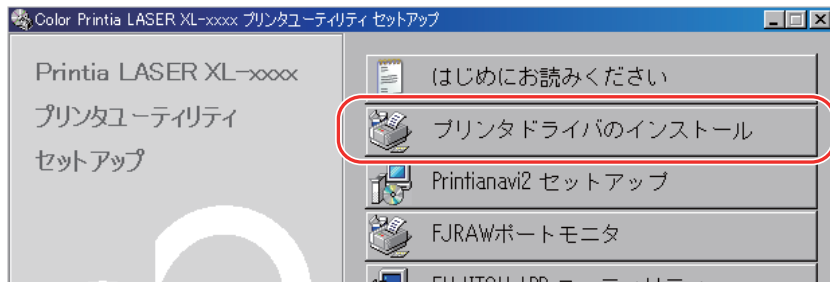 Color Printia LASER XL-xxxx プリンタユーティリティ セットアップ
Printia LASER XL-xxxx
プリンタユーティリティ
セットアップ
はじめにお読みください
プリンタドライバのインストール
Printianavi2 セットアップ
FJRAWポートモニタ